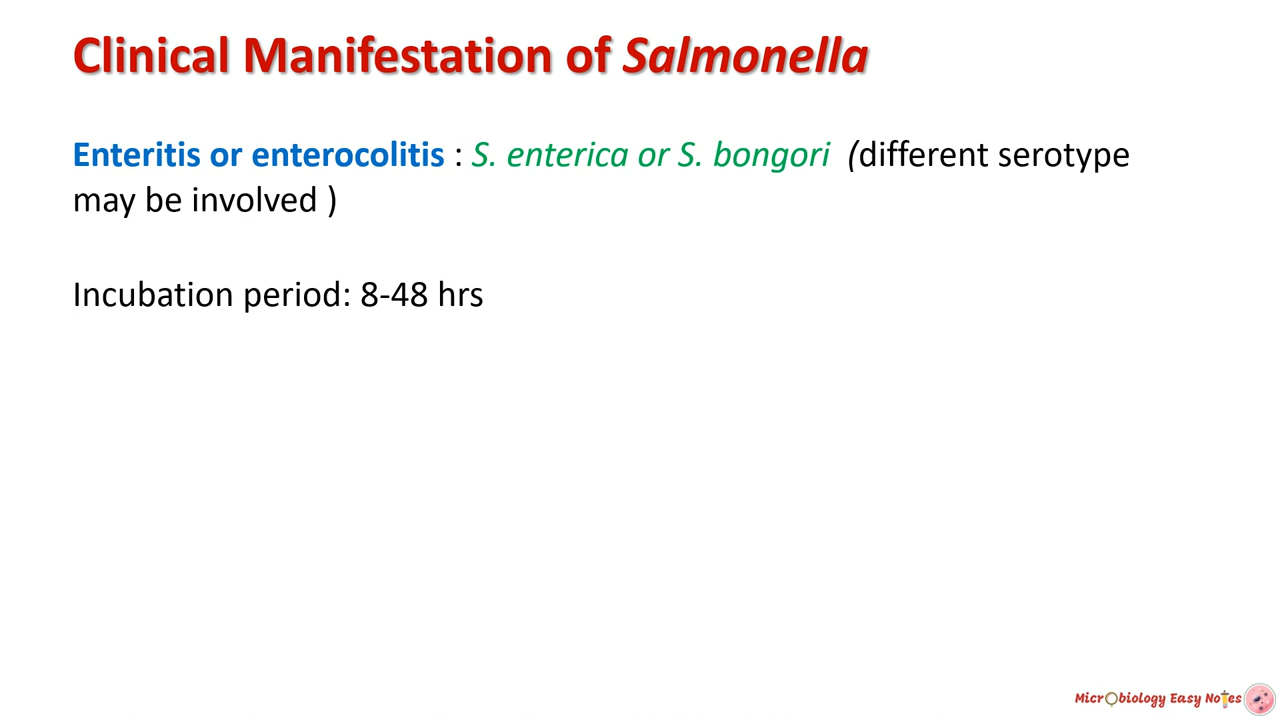 Clinical Manifestation of Salmonella
Enteritis or enterocolitis : S. enterica or S. bongori (different serotype
may be involved )
Incubation period: 8-48 hrs
Microbiology Easy Notes